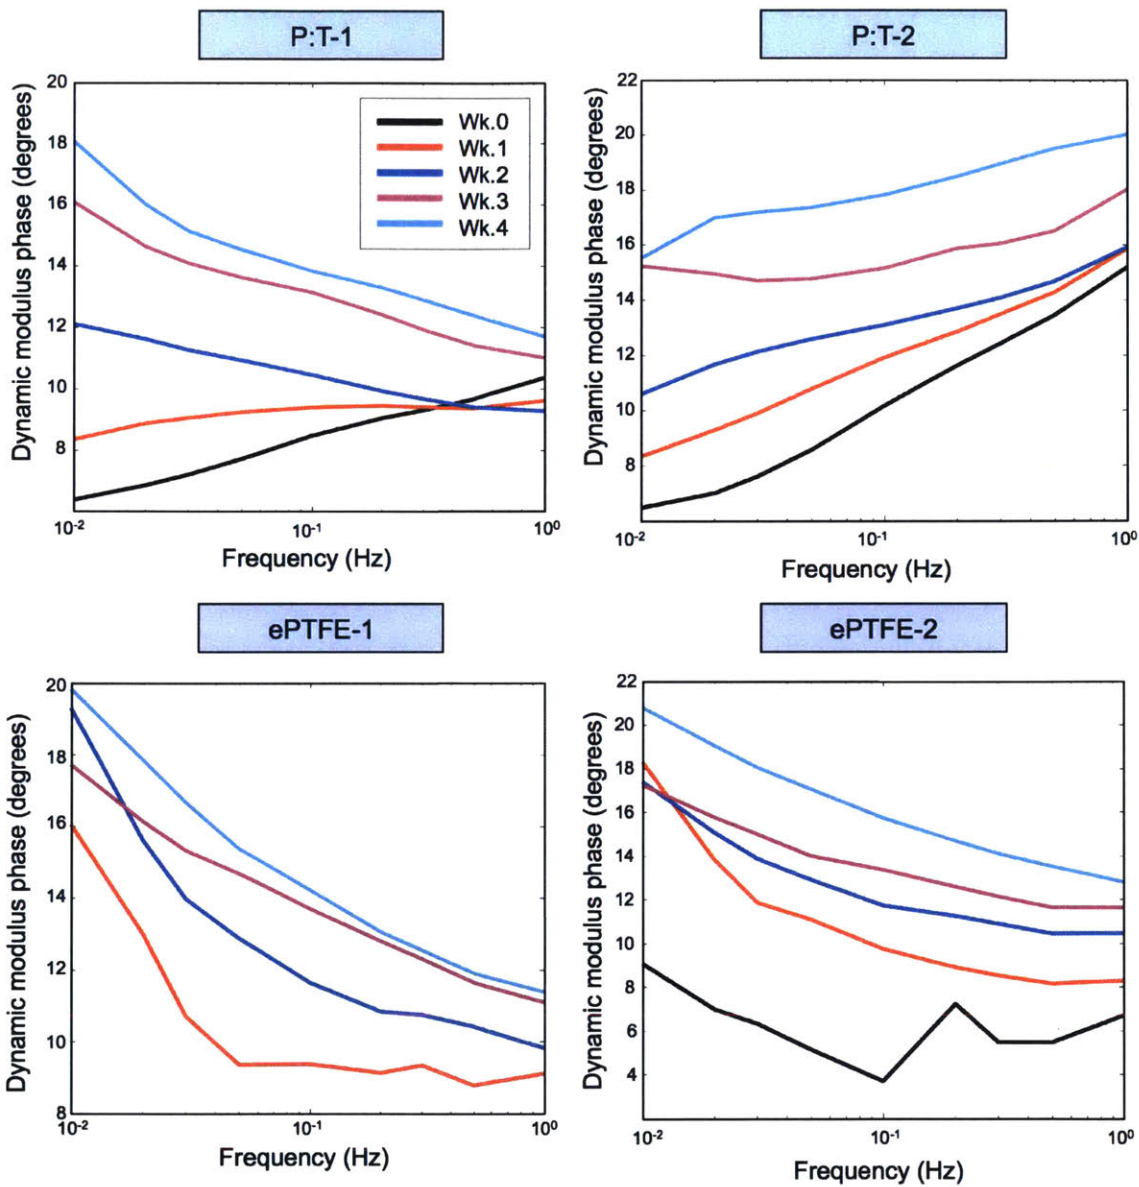 P:T-1
P:T-2
Dynamic modulus phase (degrees)
20
18
16
14
12
10
8
Wk.0
Wk.1
Wk.2
Wk.3
Wk.4
10-2
10-1
100
Frequency (Hz)
Dynamic modulus phase (degrees)
22
20
18
16
14
12
10
8
10-2
10-1
100
Frequency (Hz)
ePTFE-1
ePTFE-2
Dynamic modulus phase (degrees)
20
18
16
14
12
10
8
10-2
10-1
100
Frequency (Hz)
Dynamic modulus phase (degrees)
22
20
18
16
14
12
10
8
6
4
10-2
10-1
100
Frequency (Hz)